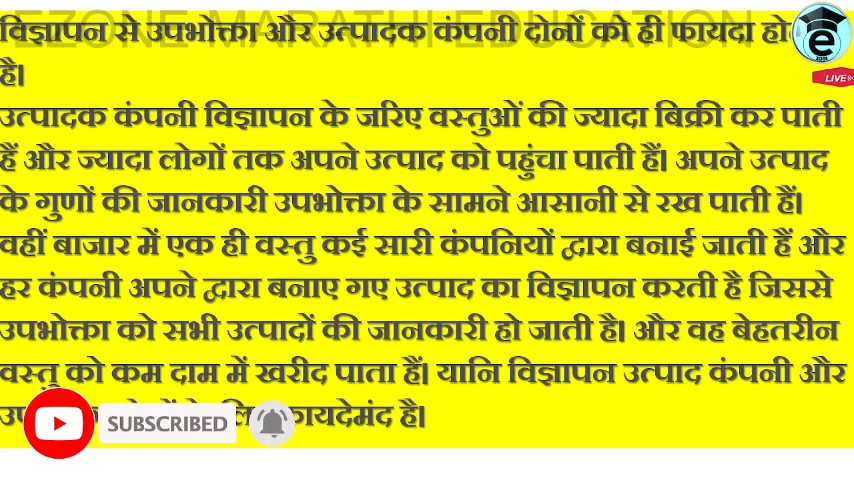 EZONE MARATHI EDUCATION
विज्ञापन से उपभोक्ता और उत्पादक कंपनी दोनों को ही फायदा
है।
उत्पादक कंपनी विज्ञापन के जरिए वस्तुओं की ज्यादा बिक्री कर पाती
हैं और ज्यादा लोगों तक अपने उत्पाद को पहुंचा पाती हैं। अपने उत्पाद
के गुणों की जानकारी उपभोक्ता के सामने आसानी से रख पाती हैं।
वहीं बाजार में एक ही वस्तु कई सारी कंपनियों द्वारा बनाई जाती हैं और
हर कंपनी अपने द्वारा बनाए गए उत्पाद का विज्ञापन करती है जिससे
उपभोक्ता को सभी उत्पादों की जानकारी हो जाती है। और वह बेहतरीन
वस्तु को कम दाम में खरीद पाता हैं। यानि विज्ञापन उत्पाद कंपनी और
फायदेमंद है।
e
LIVE
SUBSCRIBED